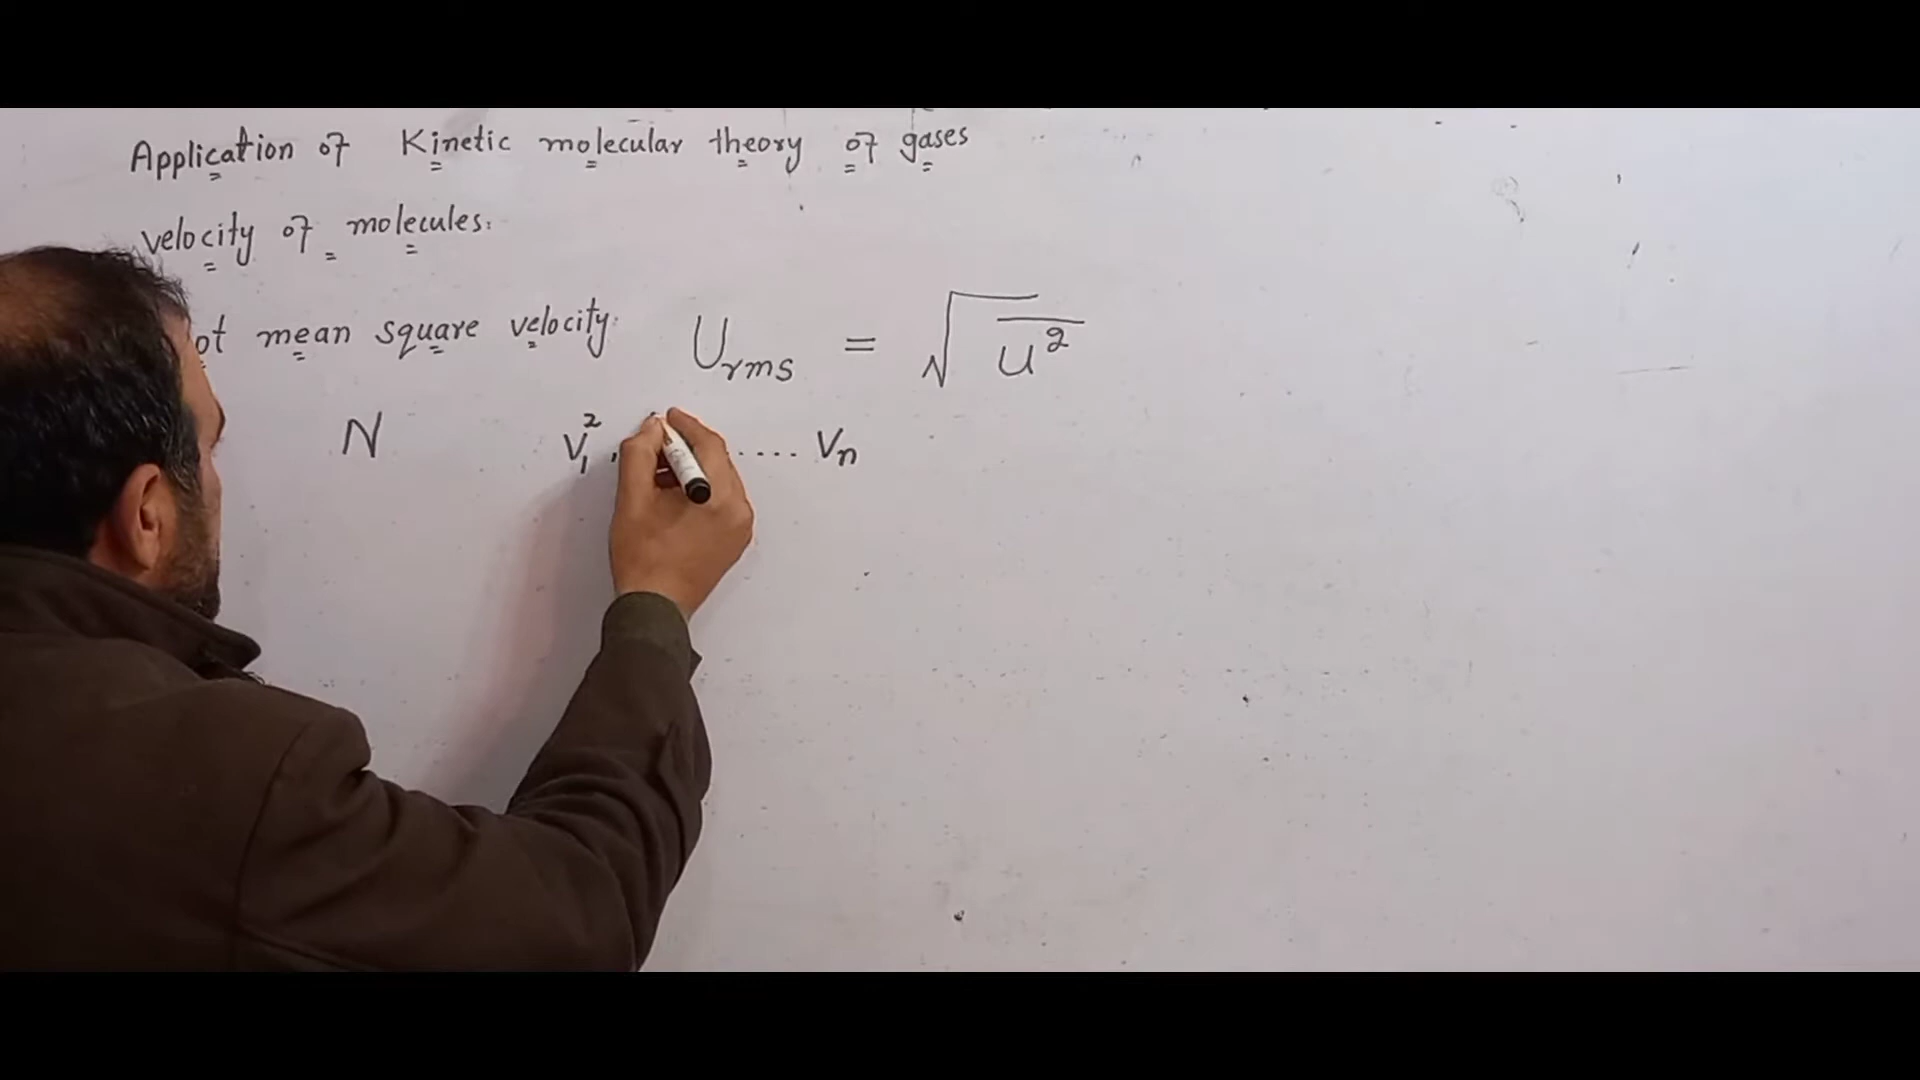 Application of Kinetic molecular theory of gases
velocity of molecules:
ot mean square velocity: Urms = √ u²
N V₁² , .... Vn